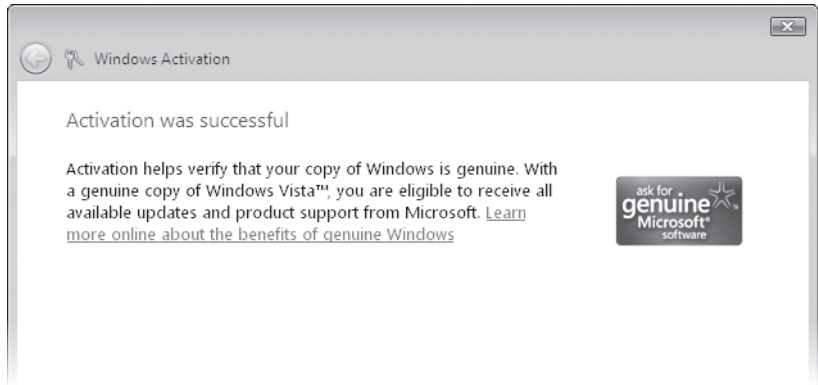 Windows Activation
Activation was successful
Activation helps verify that your copy of Windows is genuine. With
a genuine copy of Windows Vista™, you are eligible to receive all
available updates and product support from Microsoft. Learn
more online about the benefits of genuine Windows
ask for
genuine™
Microsoft®
software